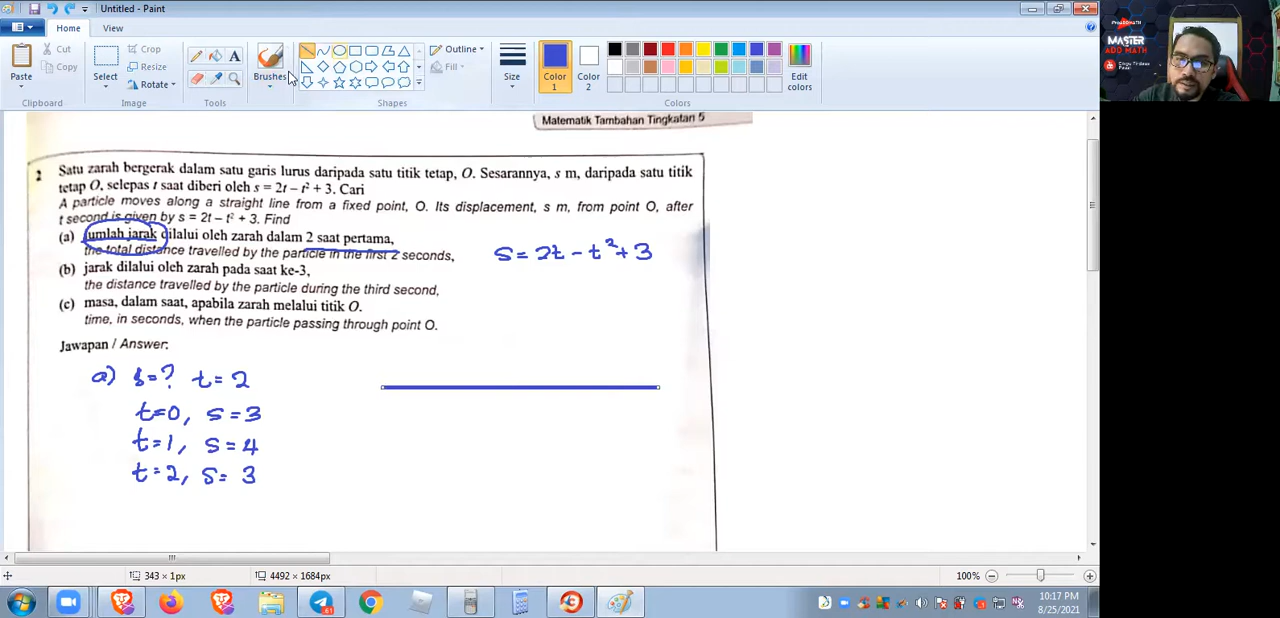 Untitled - Paint
Home
View
Paste
Cut
Copy
Clipboard
Select
Crop
Resize
Rotate
Image
Tools
Brushes
Outline
Fill
Shapes
Size
Color 1
Color 2
Edit colors
Colors
MASTER
ADD MATH
Matematik Tambahan Tingkatan 5
2 Satu zarah bergerak dalam satu garis lurus daripada satu titik tetap, O. Sesarannya, s m, daripada satu titik
tetap O, selepas t saat diberi oleh s = 2t – t² + 3. Cari
A particle moves along a straight line from a fixed point, O. Its displacement, s m, from point O, after
t second is given by s = 2t – t² + 3. Find
(a) jumlah jarak dilalui oleh zarah dalam 2 saat pertama,
the total distance travelled by the particle in the first 2 seconds,
s = 2t - t² + 3
(b) jarak dilalui oleh zarah pada saat ke-3,
the distance travelled by the particle during the third second,
(c) masa, dalam saat, apabila zarah melalui titik O.
time, in seconds, when the particle passing through point O.
Jawapan / Answer:
a) s = ? t = 2
t = 0, s = 3
t = 1, s = 4
t = 2, s = 3
343 × 1px
4492 × 1684px
100%
61
10:17 PM
8/25/2021